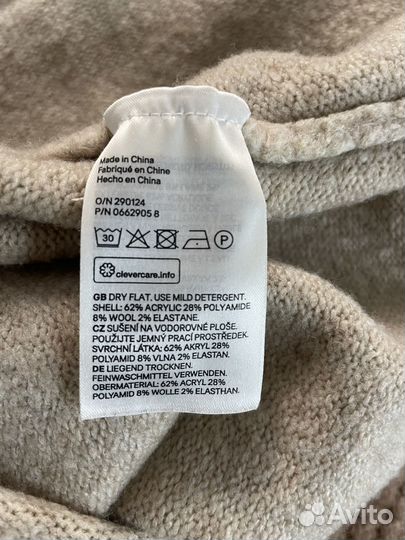 Made in China
Fabriqué en Chine
Hecho en China
O/N 290124
P/N 0662905 8
30 P
clevercare.info
GB DRY FLAT. USE MILD DETERGENT.
SHELL: 62% ACRYLIC 28% POLYAMIDE
8% WOOL 2% ELASTANE.
CZ SUŠENÍ NA VODOROVNÉ PLOŠE.
POUŽIJTE JEMNÝ PRACÍ PROSTŘEDEK.
SVRCHNÍ LÁTKA: 62% AKRYL 28%
POLYAMID 8% VLNA 2% ELASTAN.
DE LIEGEND TROCKNEN.
FEINWASCHMITTEL VERWENDEN.
OBERMATERIAL: 62% ACRYL 28%
POLYAMID 8% WOLLE 2% ELASTHAN.
Avito